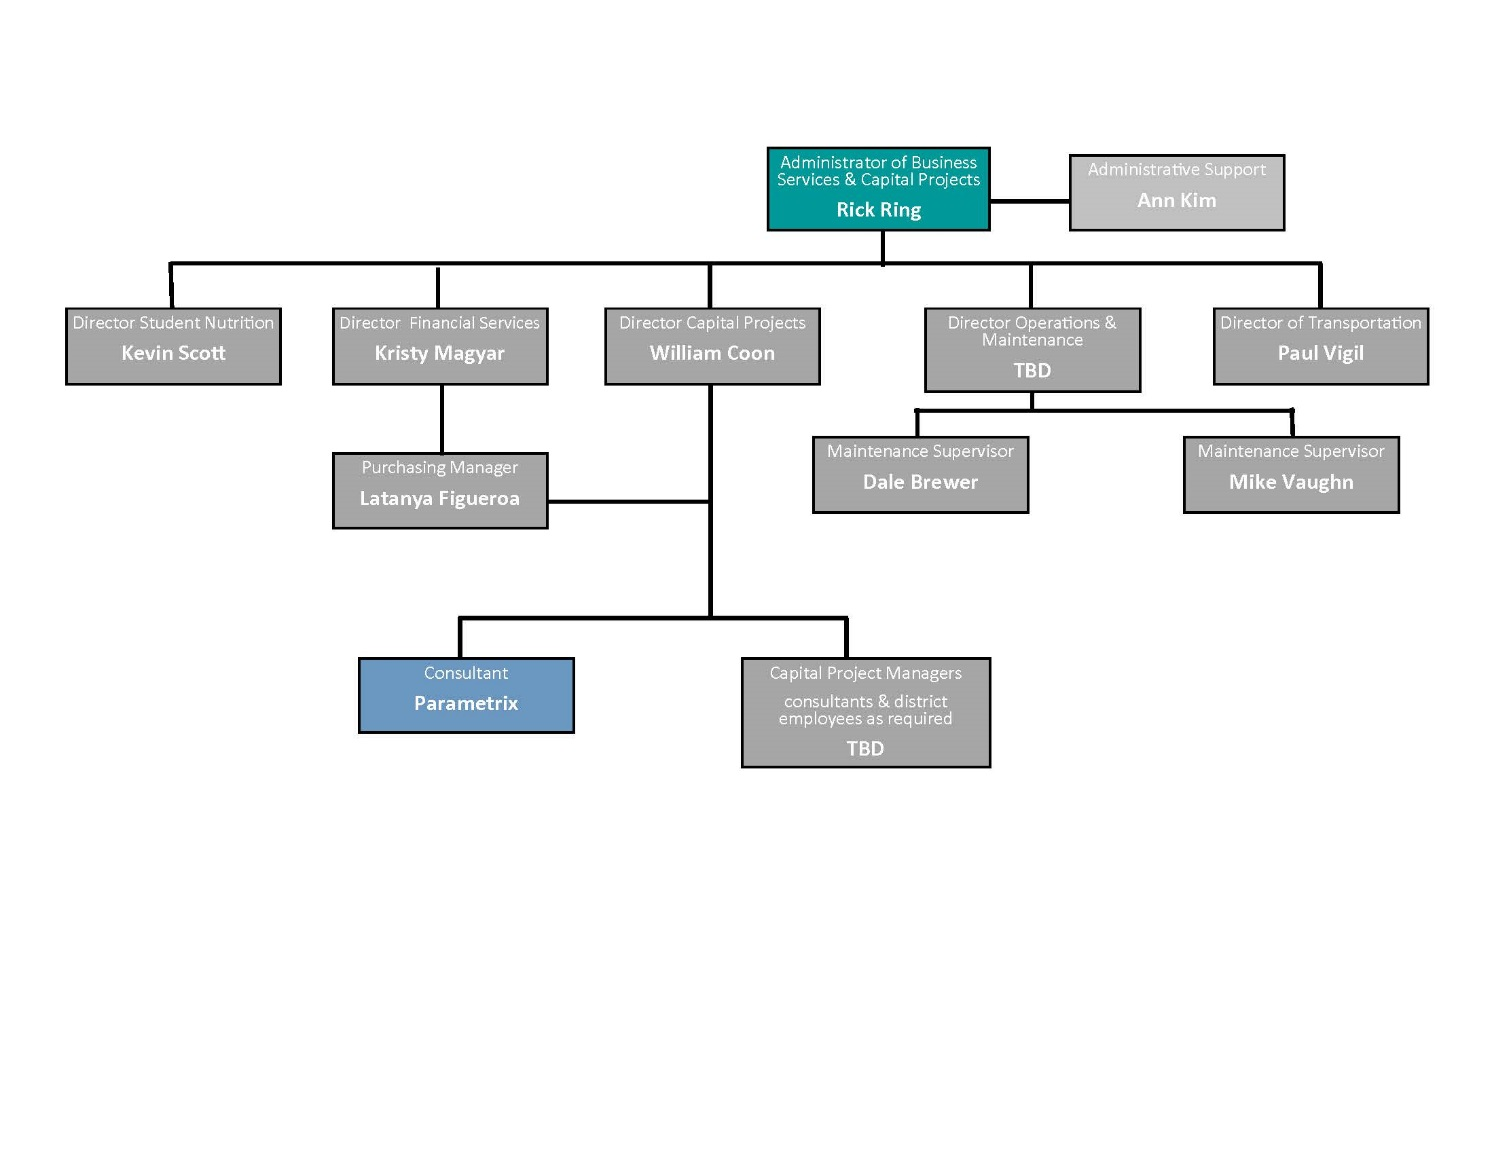 Administrator of Business
Services & Capital Projects
Rick Ring
Administrative Support
Ann Kim
Director Student Nutrition
Kevin Scott
Director Financial Services
Kristy Magyar
Director Capital Projects
William Coon
Director Operations &
Maintenance
TBD
Director of Transportation
Paul Vigil
Purchasing Manager
Latanya Figueroa
Maintenance Supervisor
Dale Brewer
Maintenance Supervisor
Mike Vaughn
Consultant
Parametrix
Capital Project Managers
consultants & district
employees as required
TBD